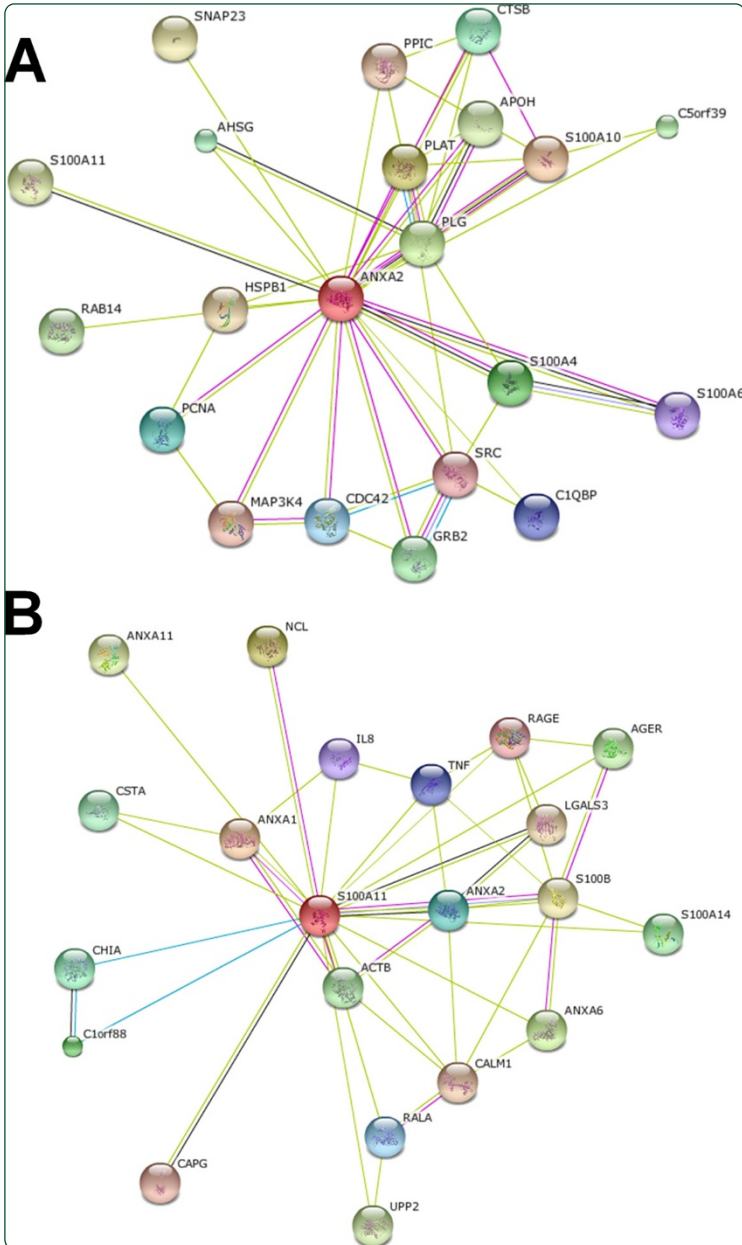 A
SNAP23
CTSB
PPIC
APOH
C5orf39
AHSG
S100A10
PLAT
S100A11
PLG
ANXA2
HSPB1
RAB14
S100A4
S100A6
PCNA
SRC
MAP3K4
CDC42
C1QBP
GRB2
B
ANXA11
NCL
RAGE
AGER
IL8
TNF
CSTA
LGALS3
ANXA1
S100B
S100A11
ANXA2
S100A14
CHIA
ACTB
ANXA6
C1orf88
CALM1
RALA
CAPG
UPP2